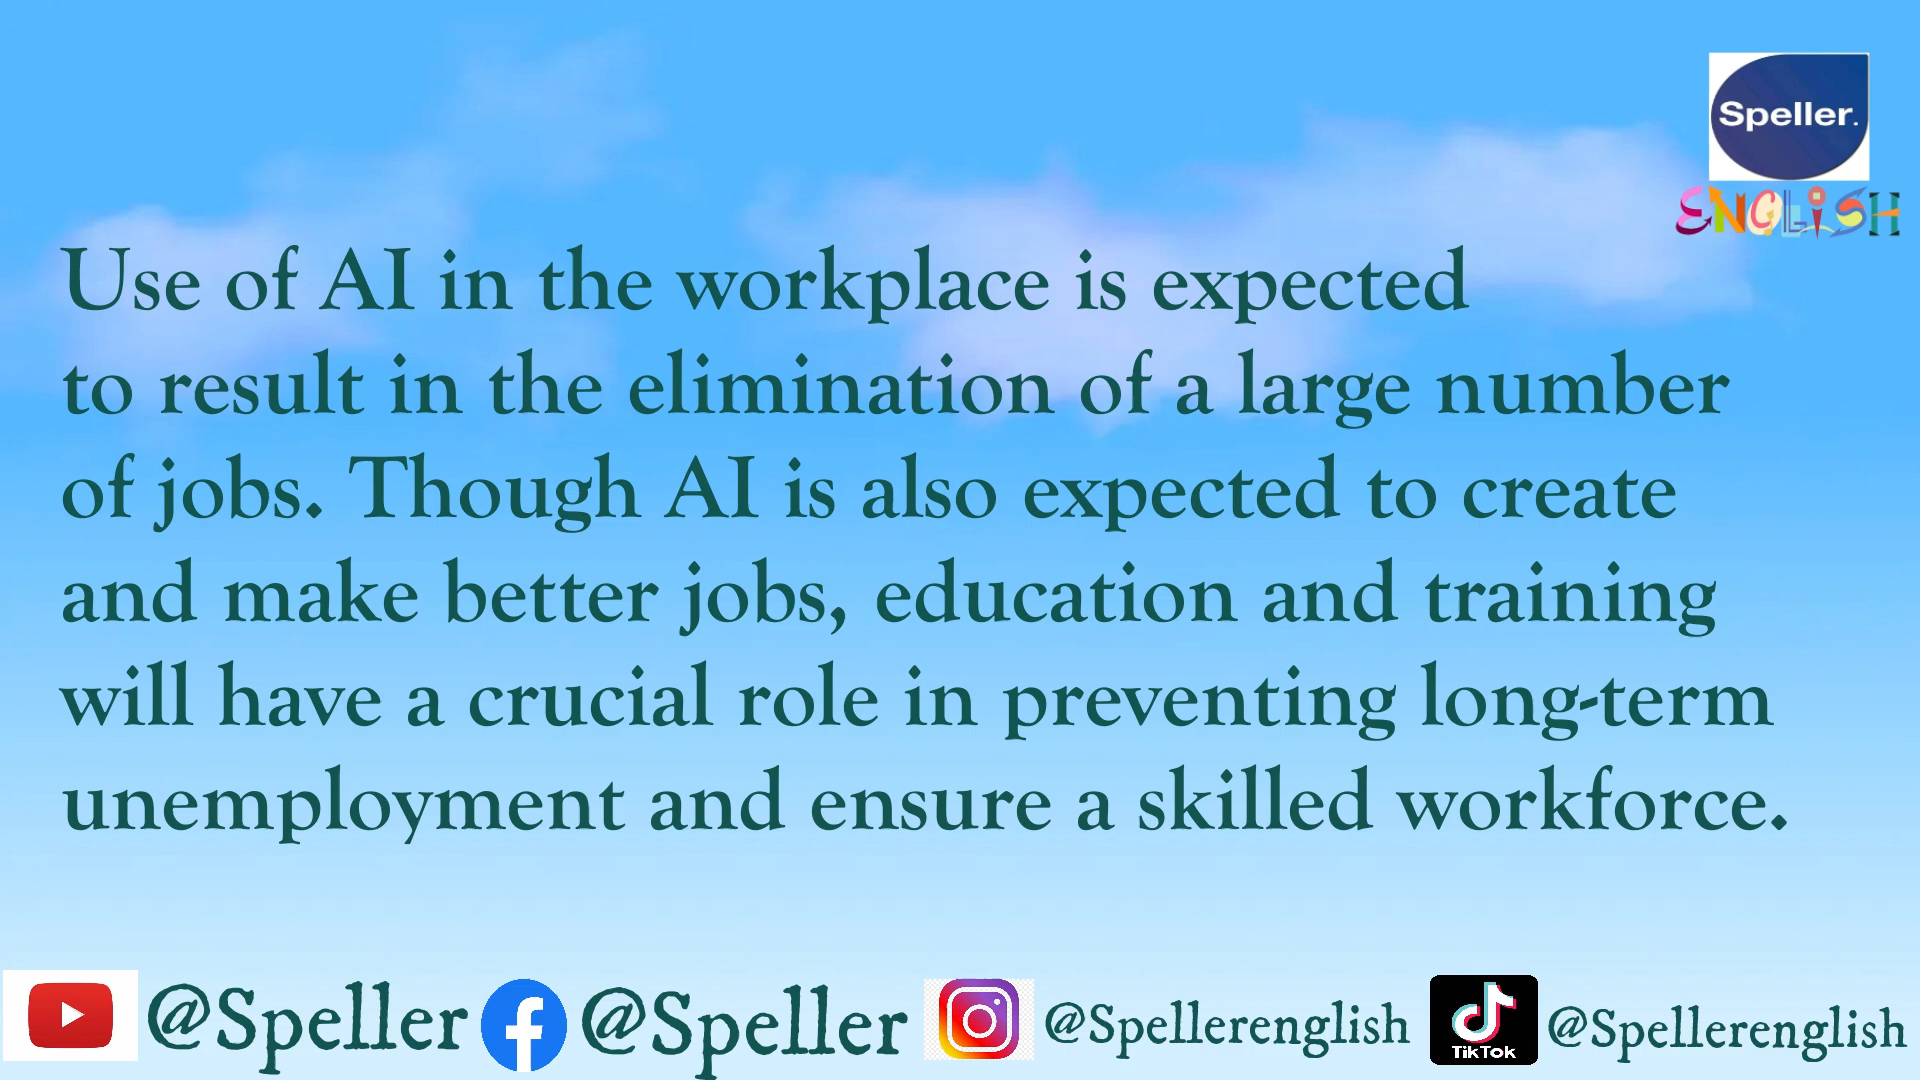 Speller.
ENGLISH
Use of AI in the workplace is expected
to result in the elimination of a large number
of jobs. Though AI is also expected to create
and make better jobs, education and training
will have a crucial role in preventing long-term
unemployment and ensure a skilled workforce.
@Speller @Speller @Spellerenglish TikTok @Spellerenglish